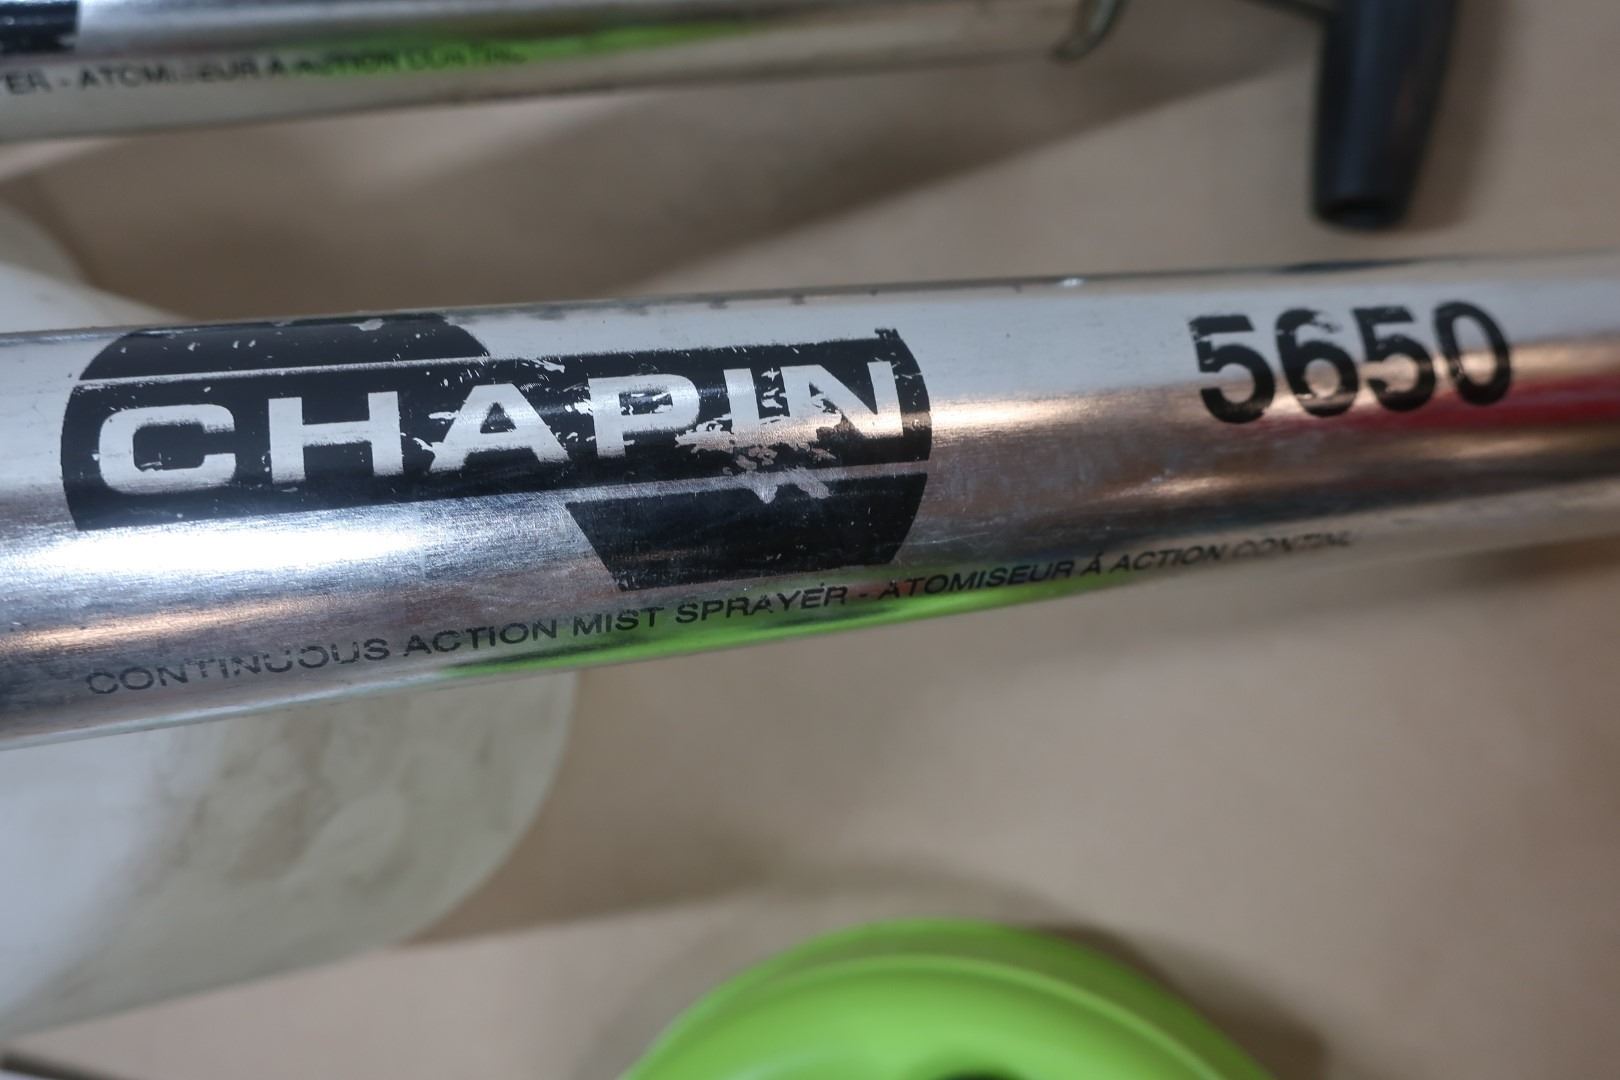 ER - ATOMISEUR À ACTION CONTINU
CHAPIN
5650
CONTINUOUS ACTION MIST SPRAYER - ATOMISEUR À ACTION CONTINU